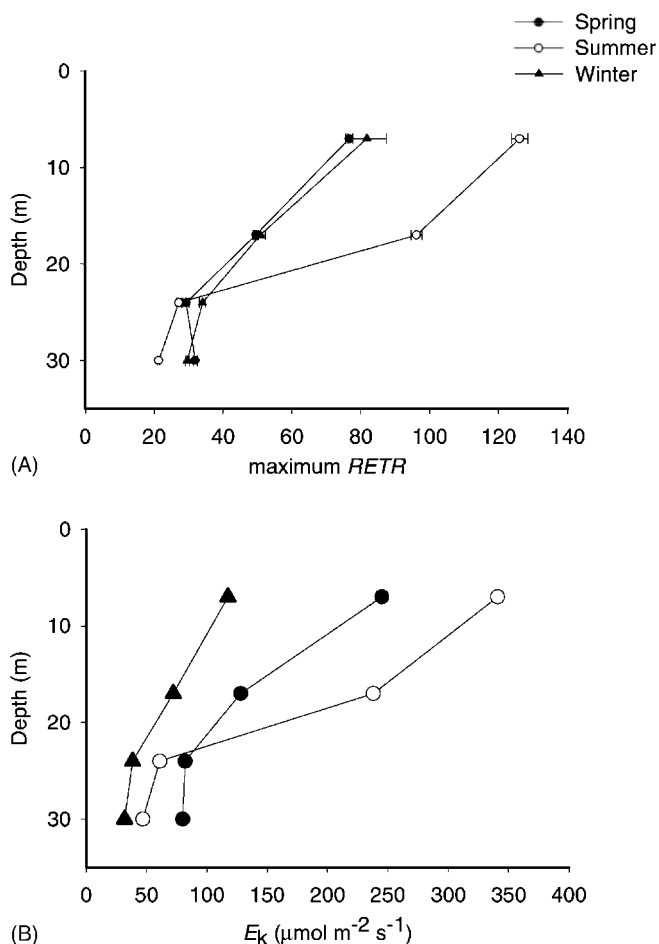 Spring
Summer
Winter
0
10
20
30
Depth (m)
0 20 40 60 80 100 120 140
(A) maximum RETR
0
10
20
30
Depth (m)
0 50 100 150 200 250 300 350 400
(B) Eₖ (μmol m⁻² s⁻¹)